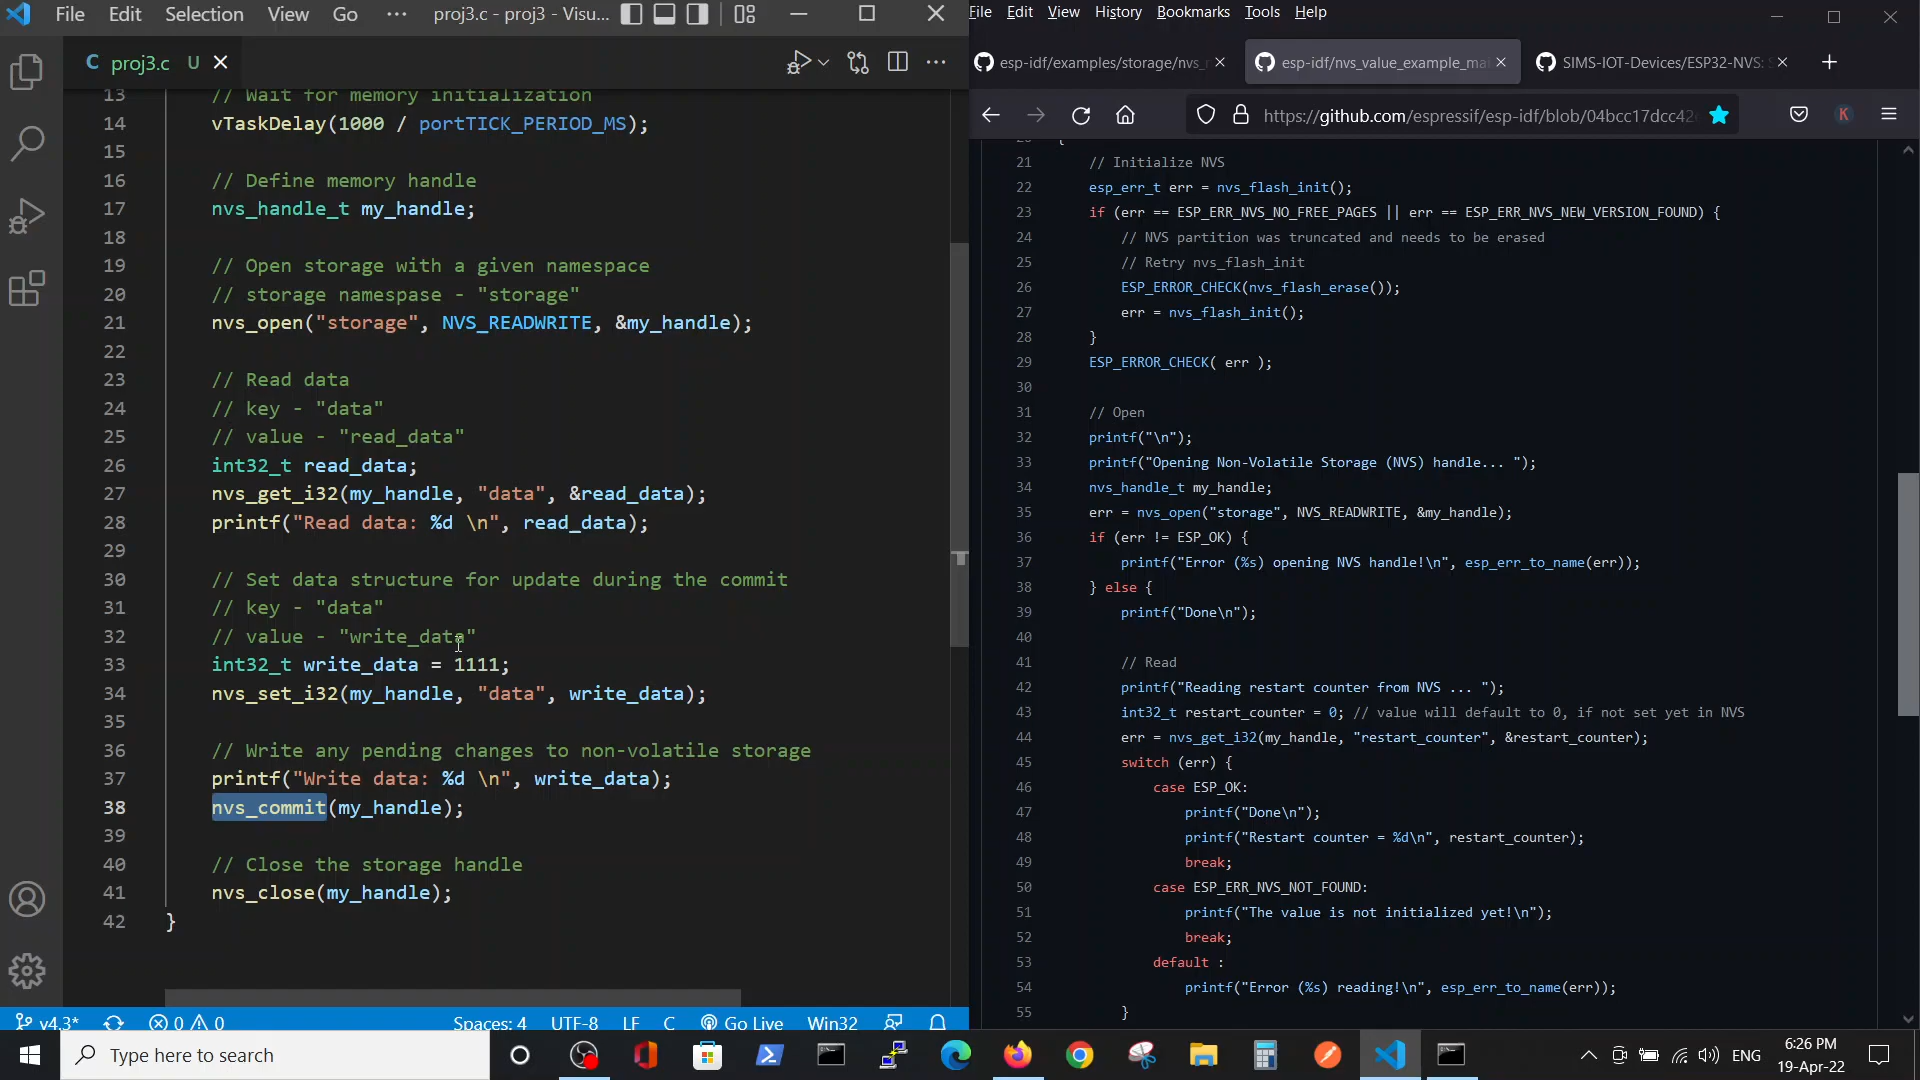 File Edit Selection View Go ··· proj3.c - proj3 - Visu...
C proj3.c U
13 // Wait for memory initialization
14 vTaskDelay(1000 / portTICK_PERIOD_MS);
15
16 // Define memory handle
17 nvs_handle_t my_handle;
18
19 // Open storage with a given namespace
20 // storage namespase - "storage"
21 nvs_open("storage", NVS_READWRITE, &my_handle);
22
23 // Read data
24 // key - "data"
25 // value - "read_data"
26 int32_t read_data;
27 nvs_get_i32(my_handle, "data", &read_data);
28 printf("Read data: %d \n", read_data);
29
30 // Set data structure for update during the commit
31 // key - "data"
32 // value - "write_data"
33 int32_t write_data = 1111;
34 nvs_set_i32(my_handle, "data", write_data);
35
36 // Write any pending changes to non-volatile storage
37 printf("Write data: %d \n", write_data);
38 nvs_commit(my_handle);
39
40 // Close the storage handle
41 nvs_close(my_handle);
42 }
v4.3* 0 0 Spaces: 4 UTF-8 LF C Go Live Win32
File Edit View History Bookmarks Tools Help
esp-idf/examples/storage/nvs_ esp-idf/nvs_value_example_mai SIMS-IOT-Devices/ESP32-NVS:
https://github.com/espressif/esp-idf/blob/04bcc17dcc42 K
{
21 // Initialize NVS
22 esp_err_t err = nvs_flash_init();
23 if (err == ESP_ERR_NVS_NO_FREE_PAGES || err == ESP_ERR_NVS_NEW_VERSION_FOUND) {
24 // NVS partition was truncated and needs to be erased
25 // Retry nvs_flash_init
26 ESP_ERROR_CHECK(nvs_flash_erase());
27 err = nvs_flash_init();
28 }
29 ESP_ERROR_CHECK( err );
30
31 // Open
32 printf("\n");
33 printf("Opening Non-Volatile Storage (NVS) handle... ");
34 nvs_handle_t my_handle;
35 err = nvs_open("storage", NVS_READWRITE, &my_handle);
36 if (err != ESP_OK) {
37 printf("Error (%s) opening NVS handle!\n", esp_err_to_name(err));
38 } else {
39 printf("Done\n");
40
41 // Read
42 printf("Reading restart counter from NVS ... ");
43 int32_t restart_counter = 0; // value will default to 0, if not set yet in NVS
44 err = nvs_get_i32(my_handle, "restart_counter", &restart_counter);
45 switch (err) {
46 case ESP_OK:
47 printf("Done\n");
48 printf("Restart counter = %d\n", restart_counter);
49 break;
50 case ESP_ERR_NVS_NOT_FOUND:
51 printf("The value is not initialized yet!\n");
52 break;
53 default :
54 printf("Error (%s) reading!\n", esp_err_to_name(err));
55 }
Type here to search
ENG 6:26 PM
19-Apr-22